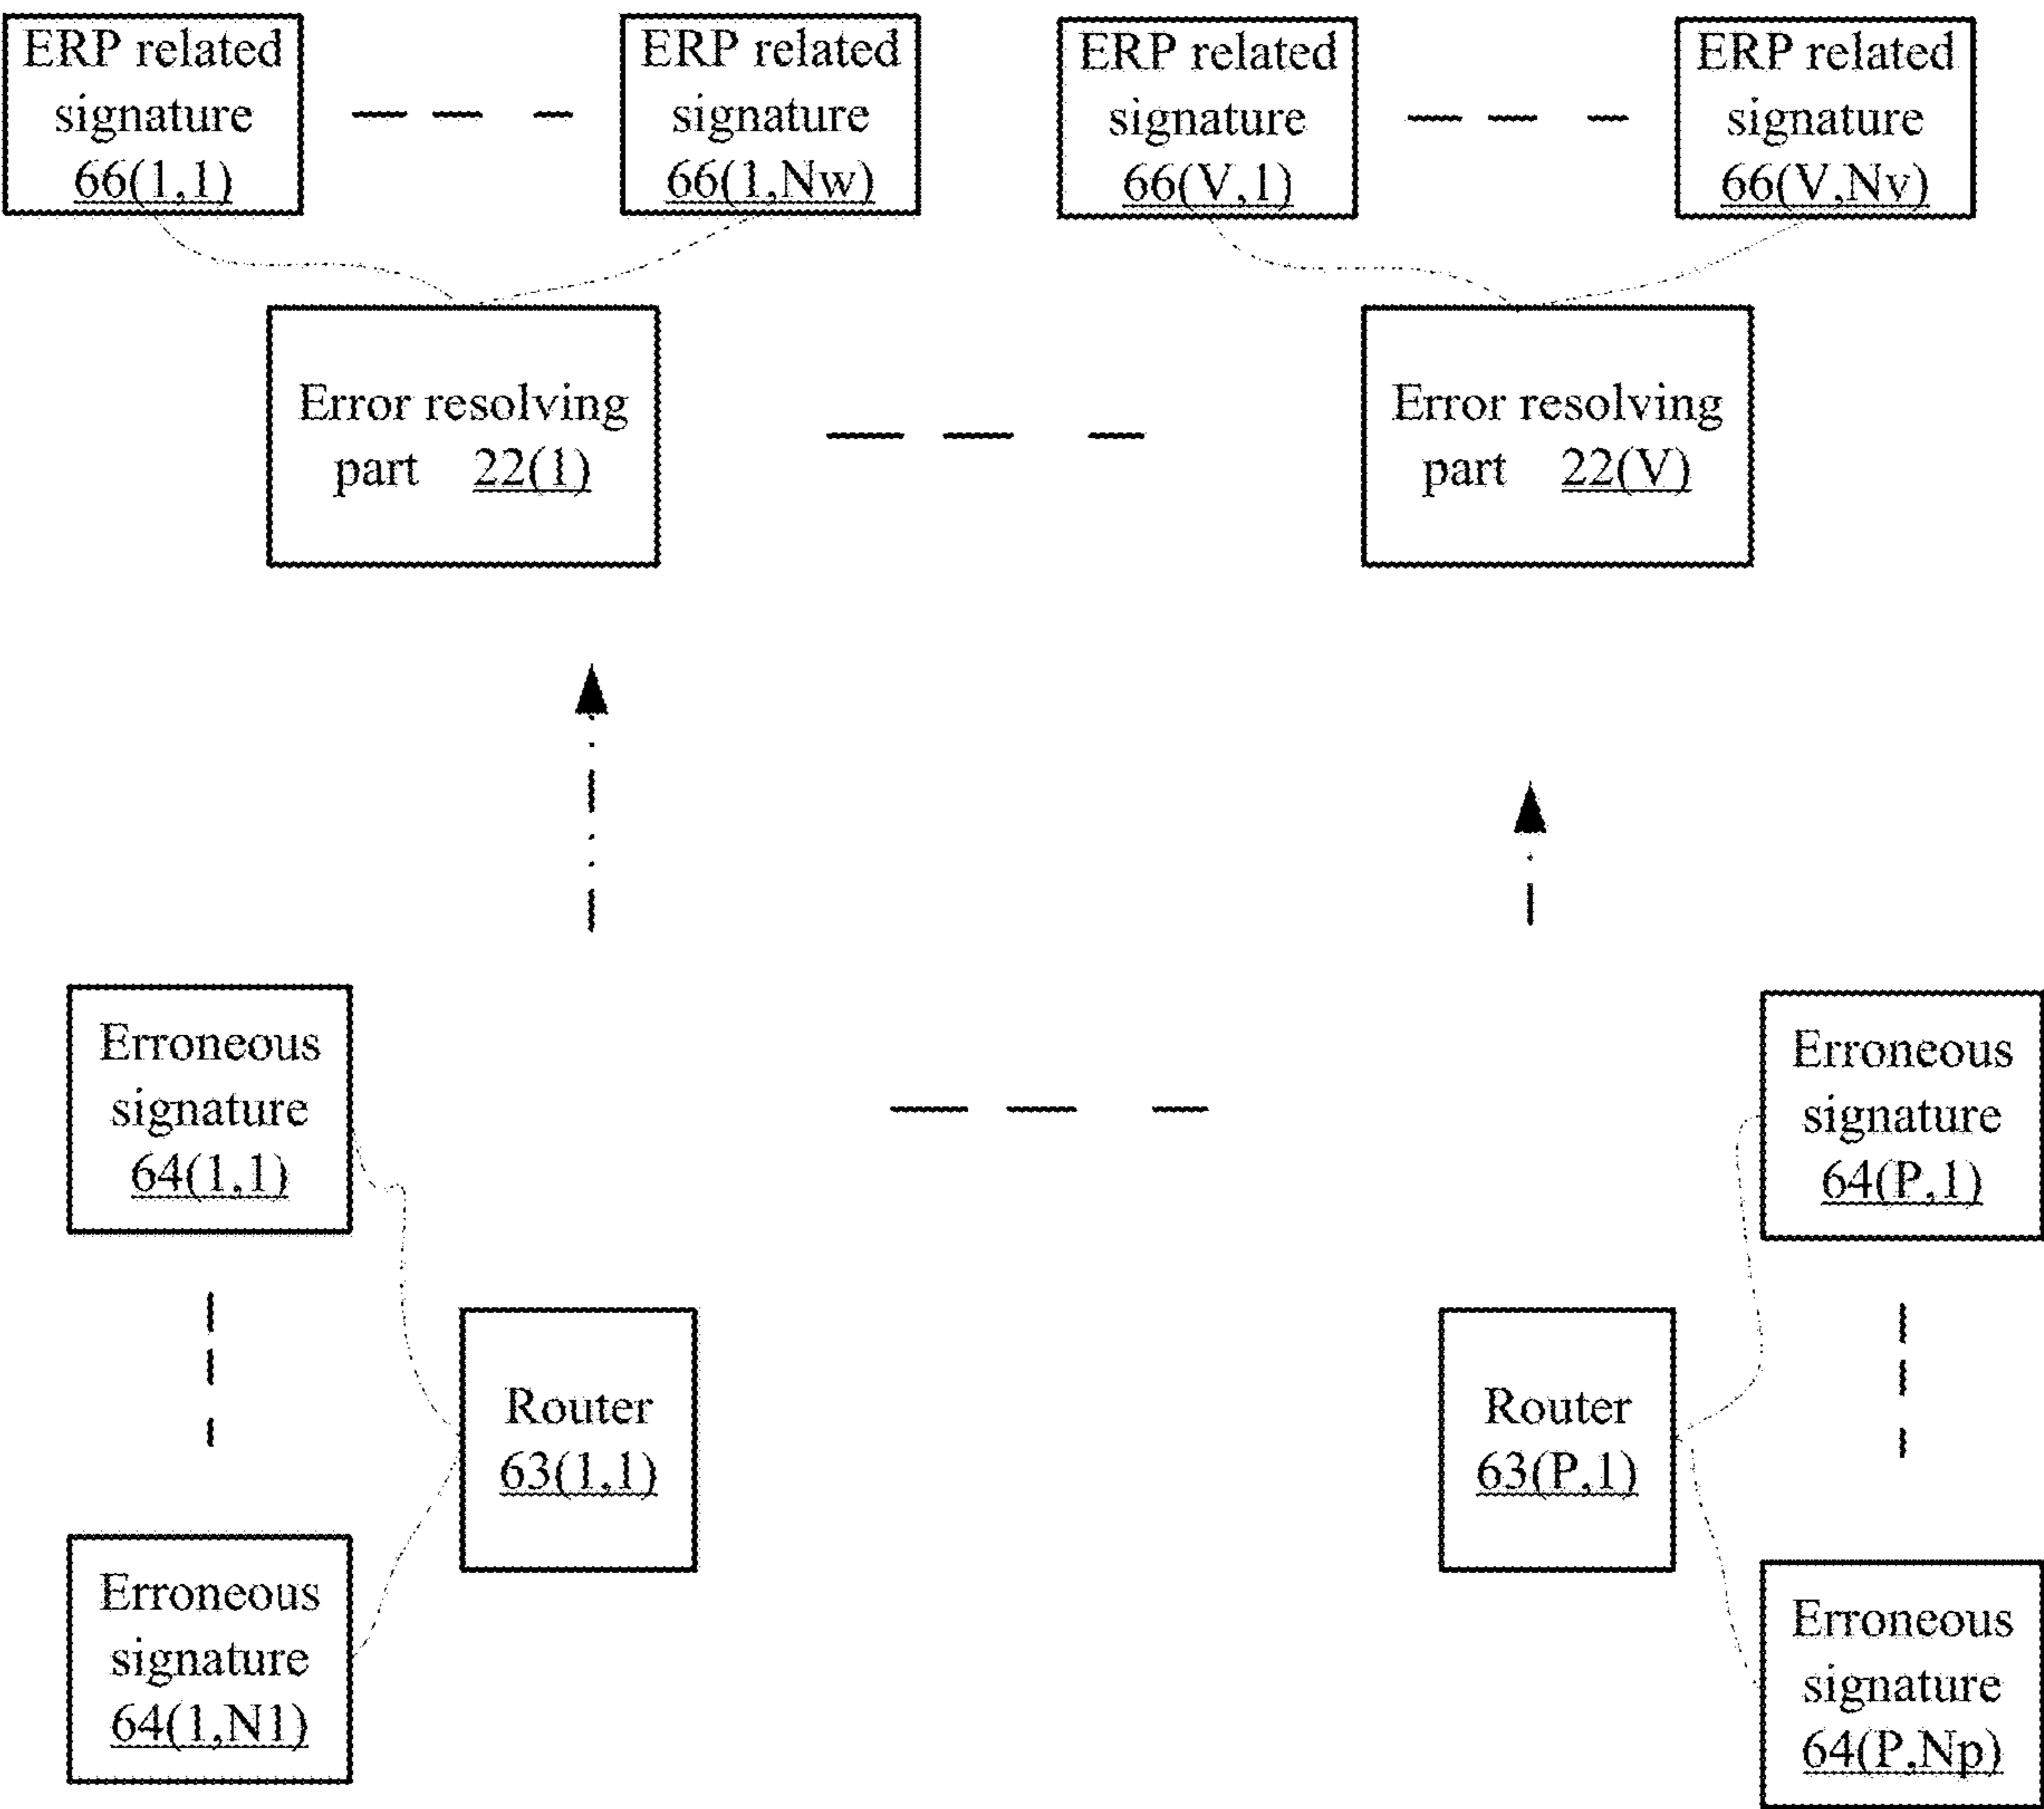 ERP related
signature
66(1,1)
ERP related
signature
66(1,Nw)
ERP related
signature
66(V,1)
ERP related
signature
66(V,Nv)
Error resolving
part 22(1)
Error resolving
part 22(V)
Erroneous
signature
64(1,1)
Erroneous
signature
64(P,1)
Router
63(1,1)
Router
63(P,1)
Erroneous
signature
64(1,N1)
Erroneous
signature
64(P,Np)